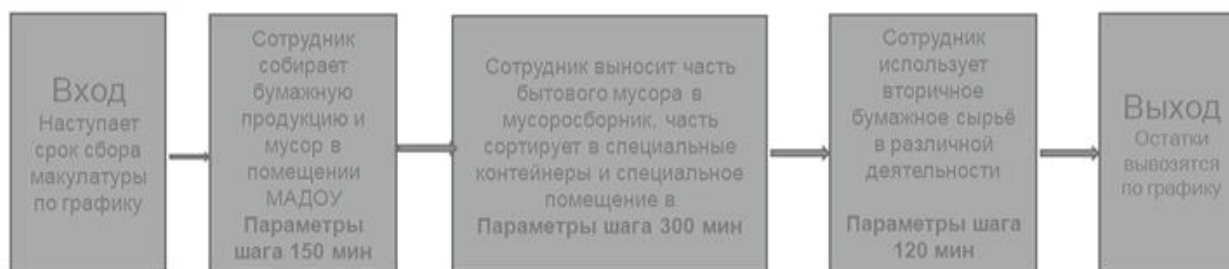 Вход
Наступает
срок сбора
макулатуры
по графику
Сотрудник
собирает
бумажную
продукцию и
мусор в
помещении
МАДОУ
Параметры
шага 150 мин
Сотрудник выносит часть
бытового мусора в
мусоросборник, часть
сортирует в специальные
контейнеры и специальное
помещение в
Параметры шага 300 мин
Сотрудник
использует
вторичное
бумажное сырьё
в различной
деятельности
Параметры шага
120 мин
Выход
Остатки
вывозятся
по графику